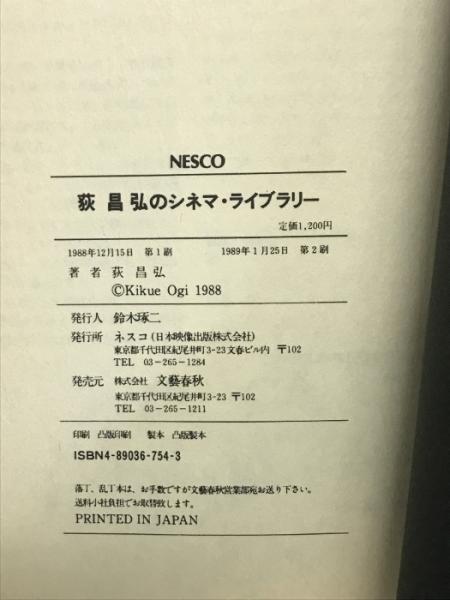 NESCO
荻 昌弘のシネマ・ライブラリー
定価1,200円
1988年12月15日 第1刷 1989年1月25日 第2刷
著 者 荻 昌 弘
©Kikue Ogi 1988
発行人 鈴木琢二
発行所 ネスコ(日本映像出版株式会社)
東京都千代田区紀尾井町3-23文春ビル内 〒102
TEL 03-265-1284
発売元 株式会社 文藝春秋
東京都千代田区紀尾井町3-23 〒102
TEL 03-265-1211
印刷 凸版印刷 製本 凸版製本
ISBN4-89036-754-3
落丁、乱丁本は、お手数ですが文藝春秋営業部宛お送り下さい。
送料小社負担でお取替致します。
PRINTED IN JAPAN